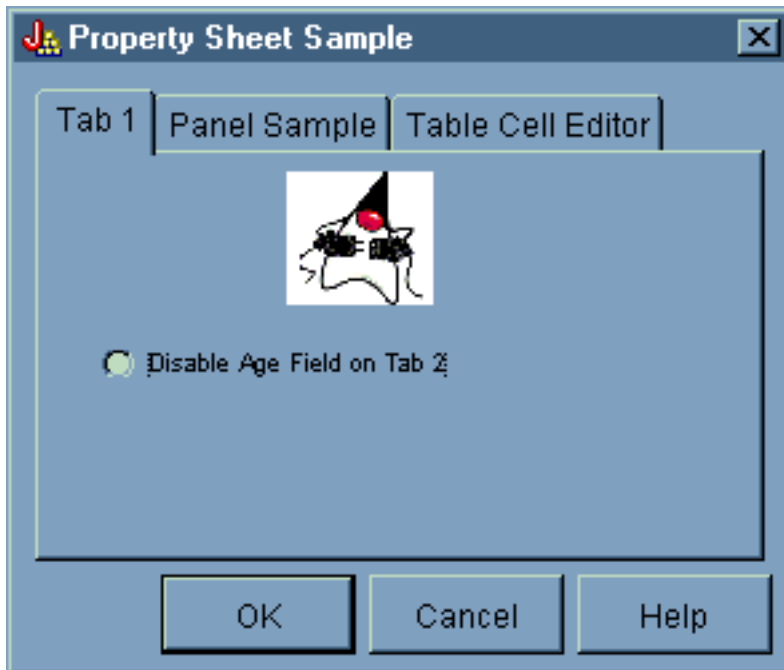 Property Sheet Sample
Tab 1 Panel Sample Table Cell Editor
Disable Age Field on Tab 2
OK Cancel Help